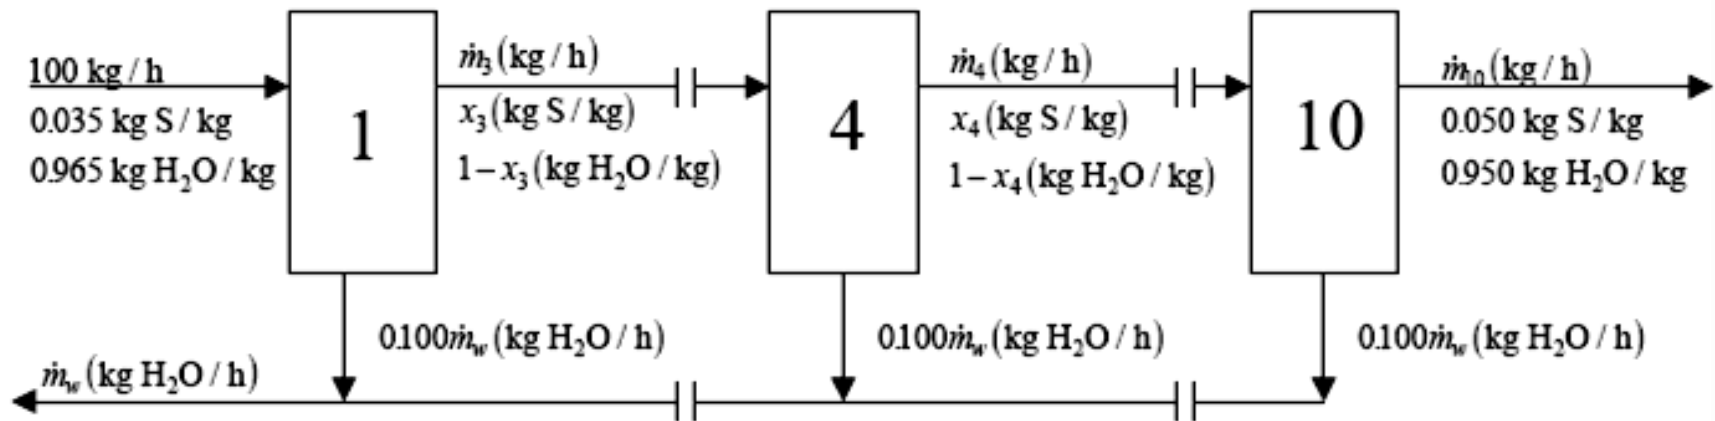 100 kg / h
0.035 kg S / kg
0.965 kg H₂O / kg
1
ṁ₃ (kg / h)
x₃ (kg S / kg)
1 − x₃ (kg H₂O / kg)
4
ṁ₄ (kg / h)
x₄ (kg S / kg)
1 − x₄ (kg H₂O / kg)
10
ṁ₁₀ (kg / h)
0.050 kg S / kg
0.950 kg H₂O / kg
0.100ṁ_w (kg H₂O / h)
0.100ṁ_w (kg H₂O / h)
0.100ṁ_w (kg H₂O / h)
ṁ_w (kg H₂O / h)